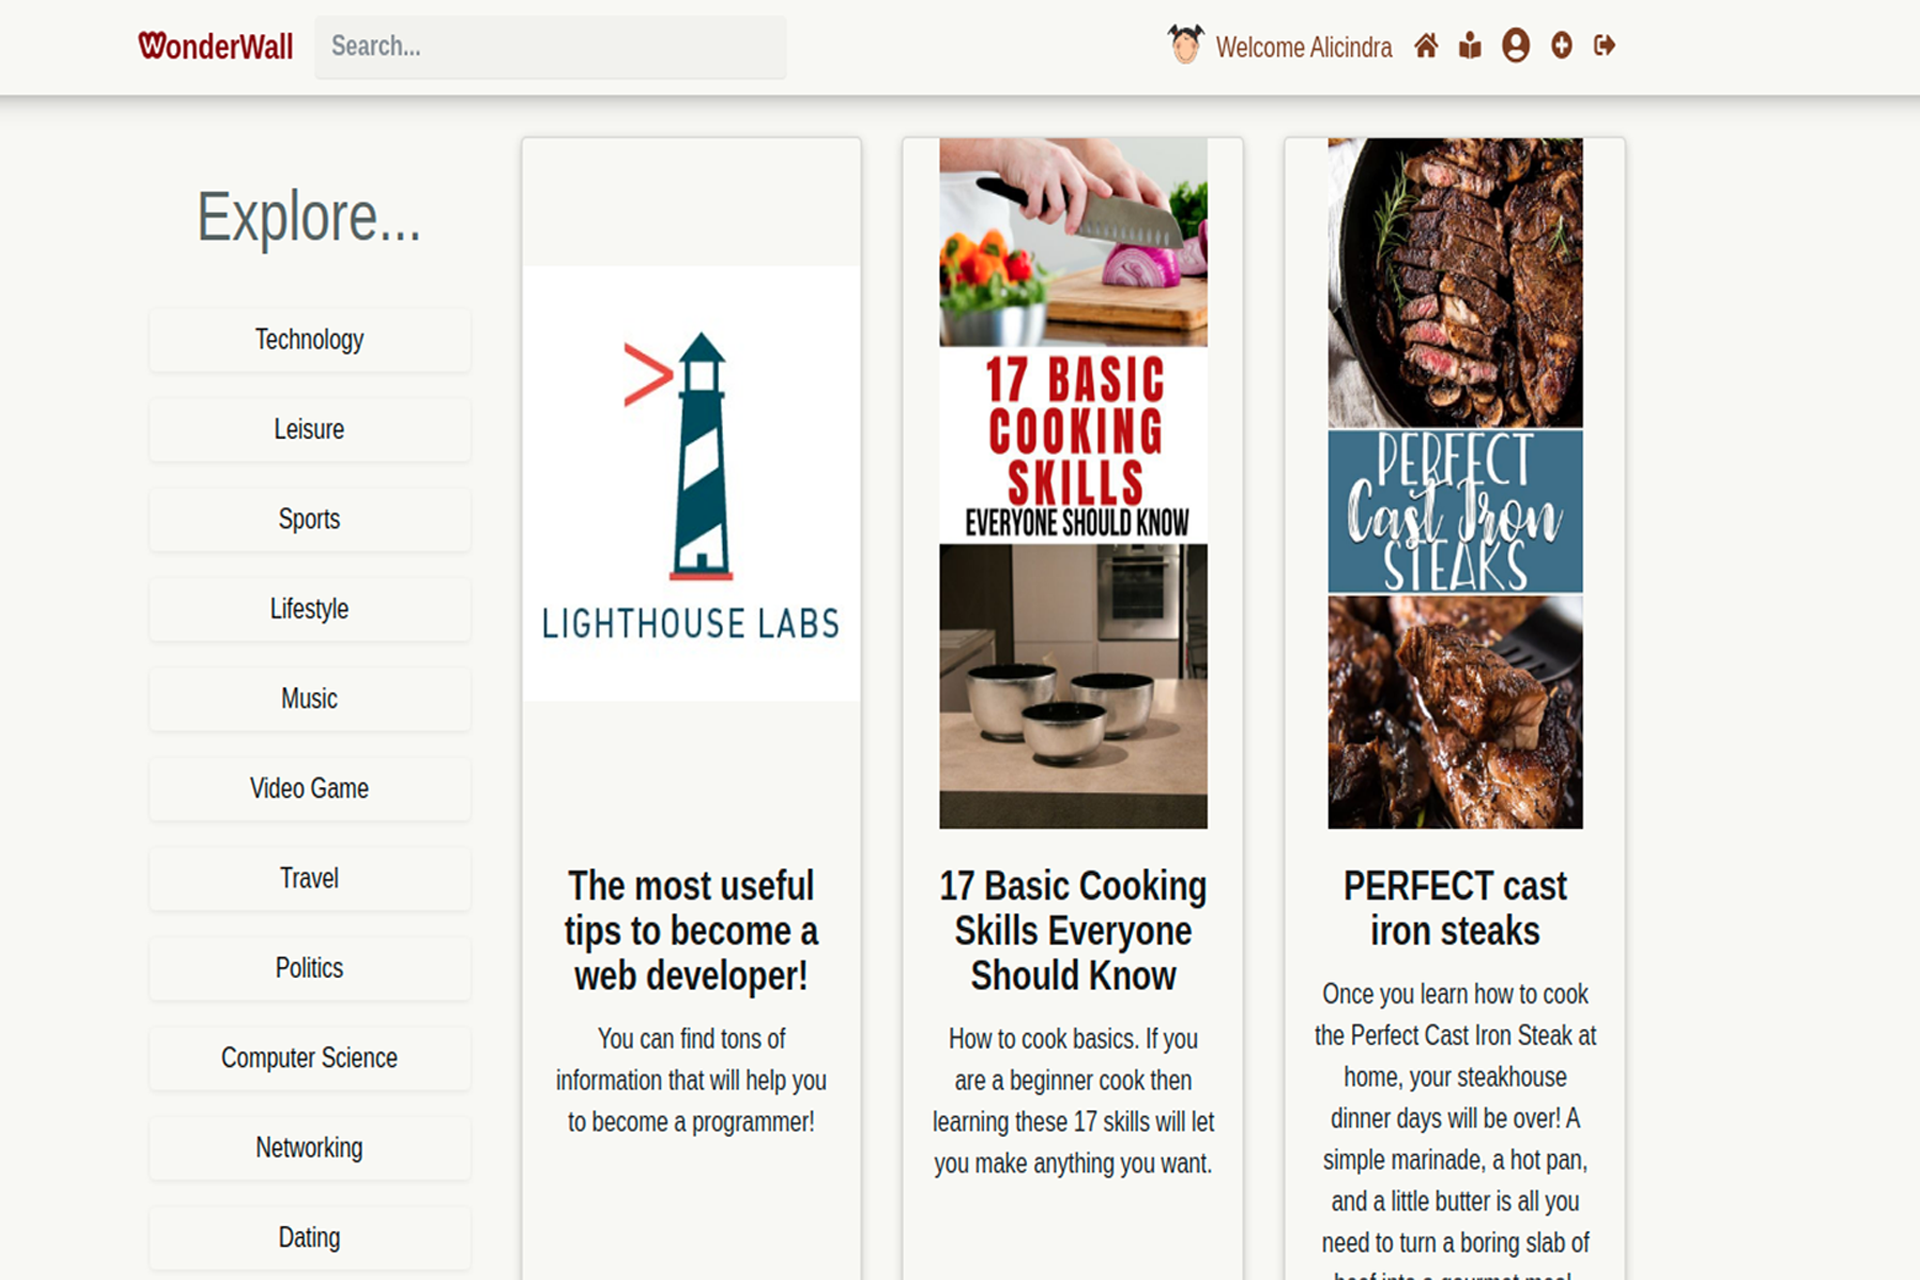 WonderWall
Search...
Welcome Alicindra
Explore...
Technology
Leisure
Sports
Lifestyle
Music
Video Game
Travel
Politics
Computer Science
Networking
Dating
>
LIGHTHOUSE LABS
The most useful
tips to become a
web developer!
You can find tons of
information that will help you
to become a programmer!
17 BASIC
COOKING
SKILLS
EVERYONE SHOULD KNOW
17 Basic Cooking
Skills Everyone
Should Know
How to cook basics. If you
are a beginner cook then
learning these 17 skills will let
you make anything you want.
PERFECT
Cast Iron
STEAKS
PERFECT cast
iron steaks
Once you learn how to cook
the Perfect Cast Iron Steak at
home, your steakhouse
dinner days will be over! A
simple marinade, a hot pan,
and a little butter is all you
need to turn a boring slab of
beef into a gourmet meal